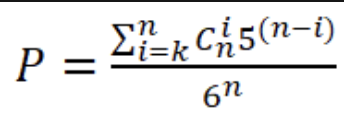 P = \frac{\sum_{i=k}^{n} C_n^i 5^{(n-i)}}{6^n}